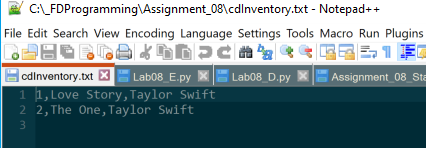 C:\_FDProgramming\Assignment_08\cdInventory.txt - Notepad++
File Edit Search View Encoding Language Settings Tools Macro Run Plugins
cdInventory.txt Lab08_E.py Lab08_D.py Assignment_08_Sta
1 1,Love Story,Taylor Swift
2 2,The One,Taylor Swift
3